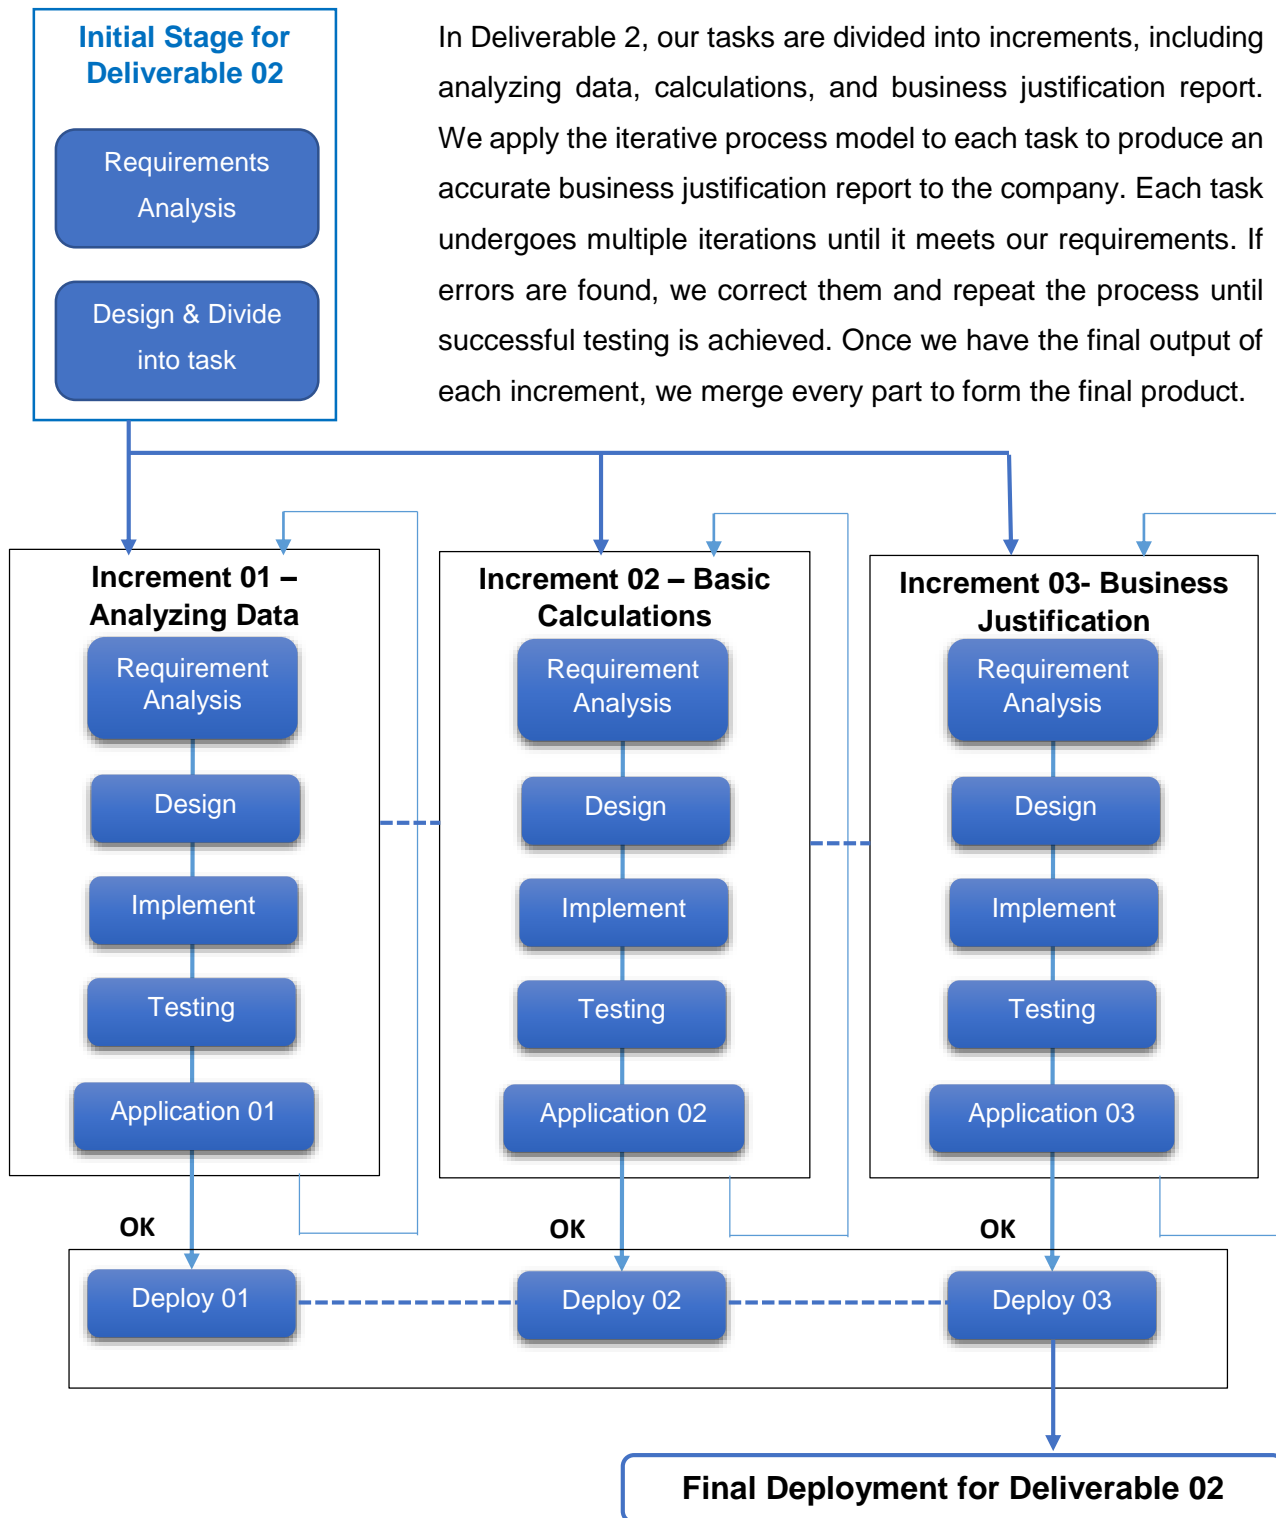 Initial Stage for
Deliverable 02
Requirements
Analysis
Design & Divide
into task
In Deliverable 2, our tasks are divided into increments, including
analyzing data, calculations, and business justification report.
We apply the iterative process model to each task to produce an
accurate business justification report to the company. Each task
undergoes multiple iterations until it meets our requirements. If
errors are found, we correct them and repeat the process until
successful testing is achieved. Once we have the final output of
each increment, we merge every part to form the final product.
Increment 01 –
Analyzing Data
Requirement
Analysis
Design
Implement
Testing
Application 01
OK
Increment 02 – Basic
Calculations
Requirement
Analysis
Design
Implement
Testing
Application 02
OK
Increment 03- Business
Justification
Requirement
Analysis
Design
Implement
Testing
Application 03
OK
Deploy 01
Deploy 02
Deploy 03
Final Deployment for Deliverable 02